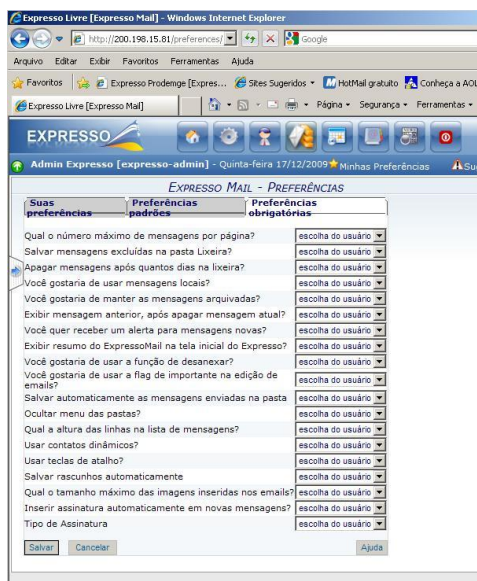 Expresso Livre [Expresso Mail] - Windows Internet Explorer
http://200.198.15.81/preferences/ Google
Arquivo Editar Exibir Favoritos Ferramentas Ajuda
Favoritos Expresso Prodemge [Expres... Sites Sugeridos HotMail gratuito Conheça a AOL
Expresso Livre [Expresso Mail] Página Segurança Ferramentas
EXPRESSO
Admin Expresso [expresso-admin] - Quinta-feira 17/12/2009 Minhas Preferências Su
EXPRESSO MAIL - PREFERÊNCIAS
Suas preferências Preferências padrões Preferências obrigatórias
Qual o número máximo de mensagens por página? escolha do usuário
Salvar mensagens excluídas na pasta Lixeira? escolha do usuário
Apagar mensagens após quantos dias na lixeira? escolha do usuário
Você gostaria de usar mensagens locais? escolha do usuário
Você gostaria de manter as mensagens arquivadas? escolha do usuário
Exibir mensagem anterior, após apagar mensagem atual? escolha do usuário
Você quer receber um alerta para mensagens novas? escolha do usuário
Exibir resumo do ExpressoMail na tela inicial do Expresso? escolha do usuário
Você gostaria de usar a função de desanexar? escolha do usuário
Você gostaria de usar a flag de importante na edição de
emails? escolha do usuário
Salvar automaticamente as mensagens enviadas na pasta escolha do usuário
Ocultar menu das pastas? escolha do usuário
Qual a altura das linhas na lista de mensagens? escolha do usuário
Usar contatos dinâmicos? escolha do usuário
Usar teclas de atalho? escolha do usuário
Salvar rascunhos automaticamente escolha do usuário
Qual o tamanho máximo das imagens inseridas nos emails? escolha do usuário
Inserir assinatura automaticamente em novas mensagens? escolha do usuário
Tipo de Assinatura escolha do usuário
Salvar Cancelar Ajuda